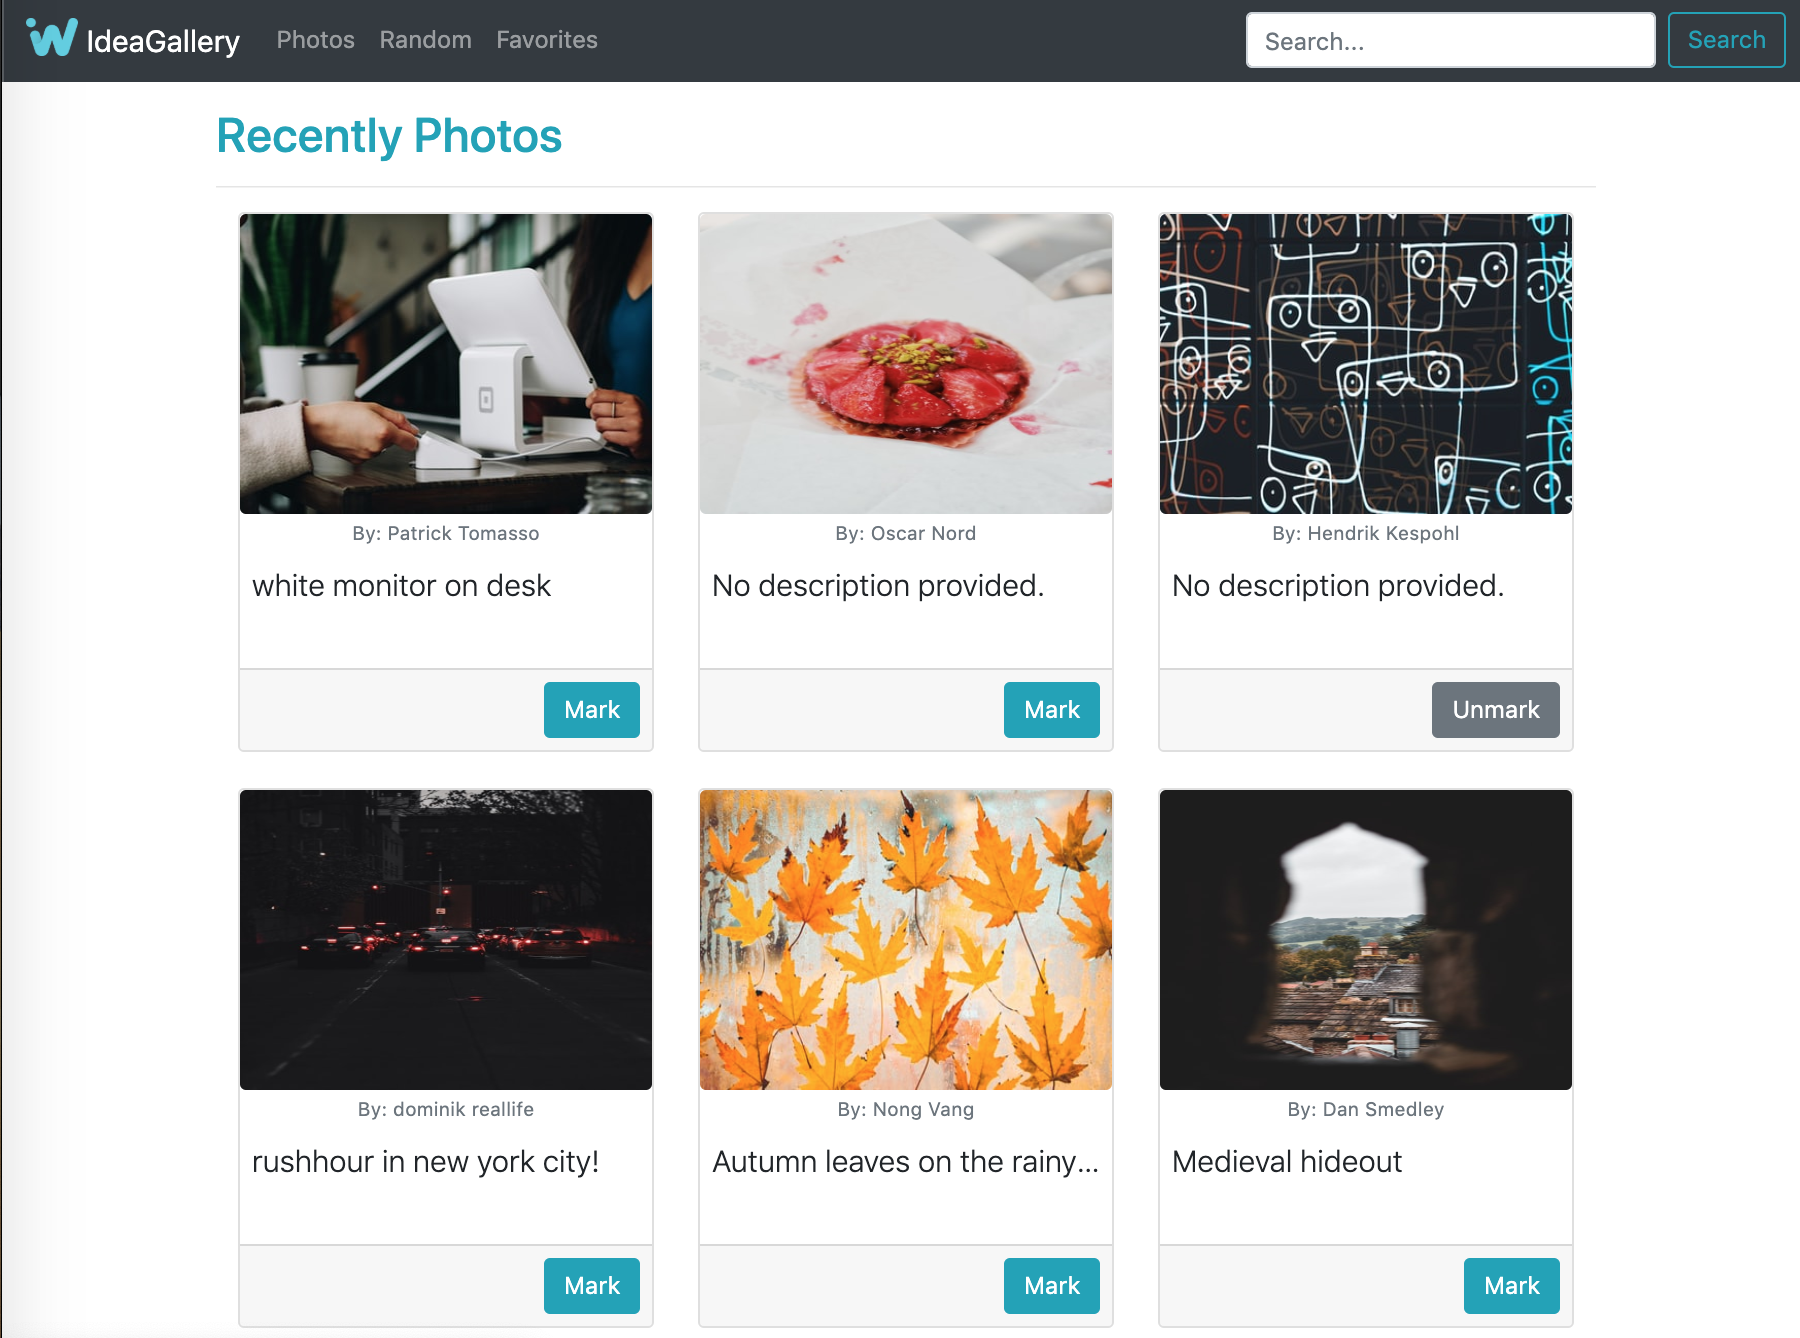 IdeaGallery Photos Random Favorites Search... Search
Recently Photos
By: Patrick Tomasso
white monitor on desk
Mark
By: Oscar Nord
No description provided.
Mark
By: Hendrik Kespohl
No description provided.
Unmark
By: dominik reallife
rushhour in new york city!
Mark
By: Nong Vang
Autumn leaves on the rainy...
Mark
By: Dan Smedley
Medieval hideout
Mark